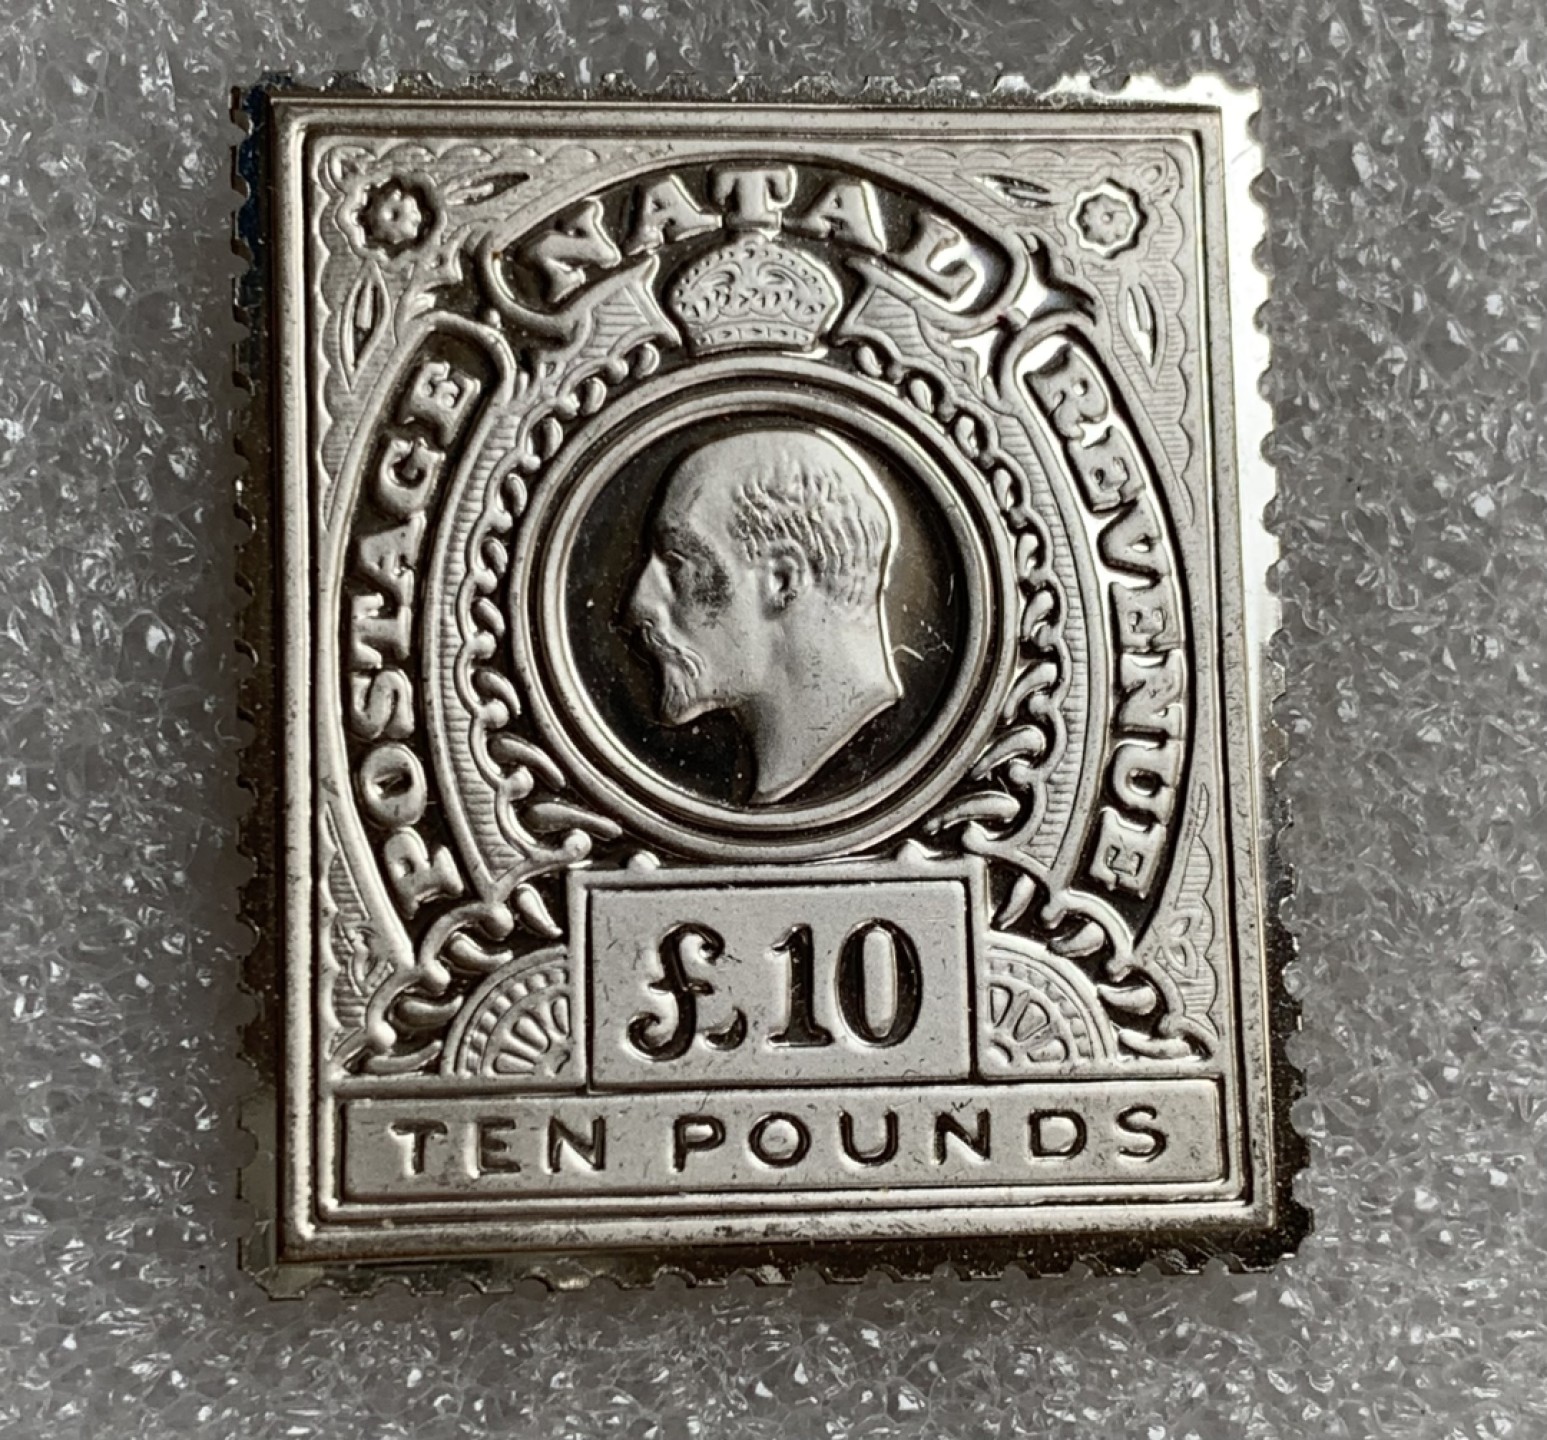 NATAL
POSTAGE
REVENUE
£.10
TEN POUNDS